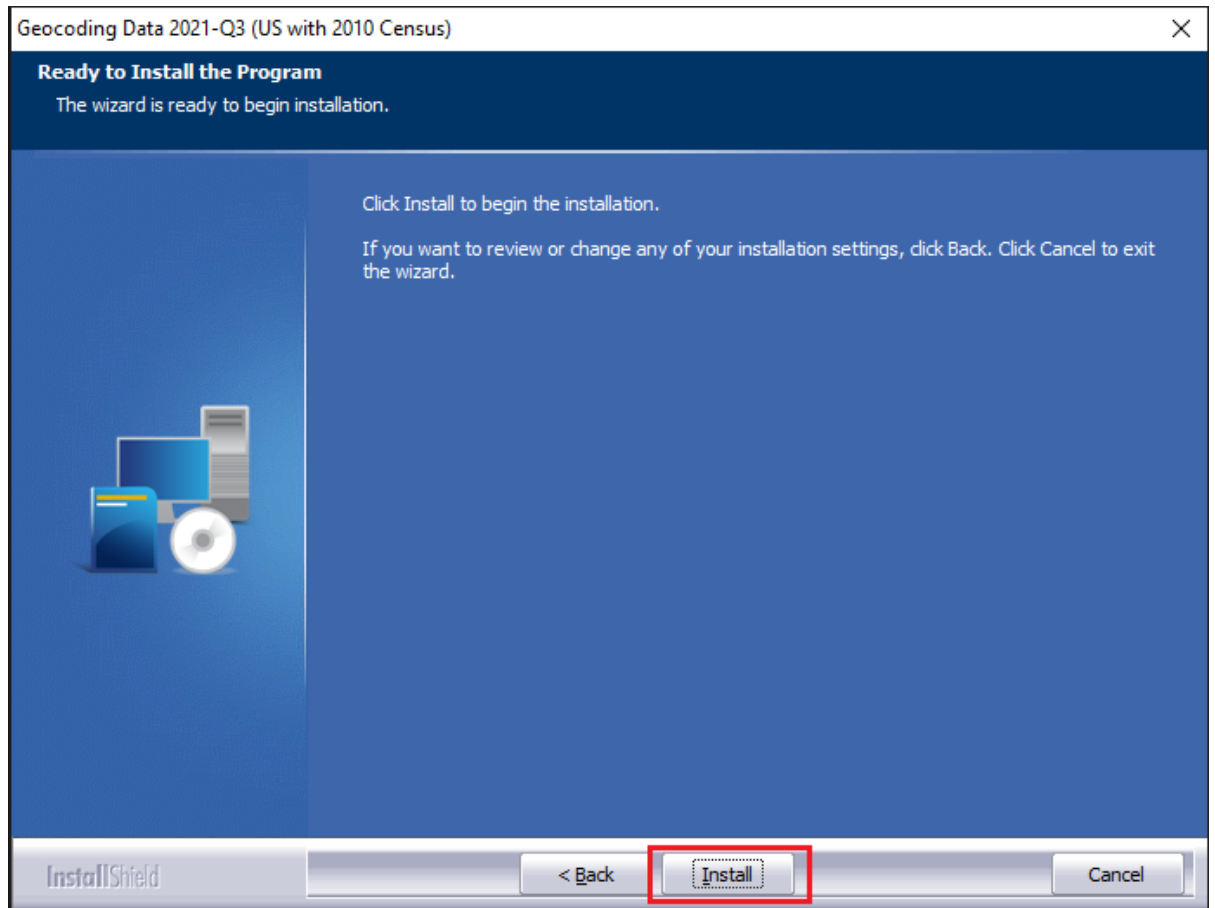 Geocoding Data 2021-Q3 (US with 2010 Census)
Ready to Install the Program
The wizard is ready to begin installation.
Click Install to begin the installation.
If you want to review or change any of your installation settings, click Back. Click Cancel to exit
the wizard.
InstallShield
< Back
Install
Cancel